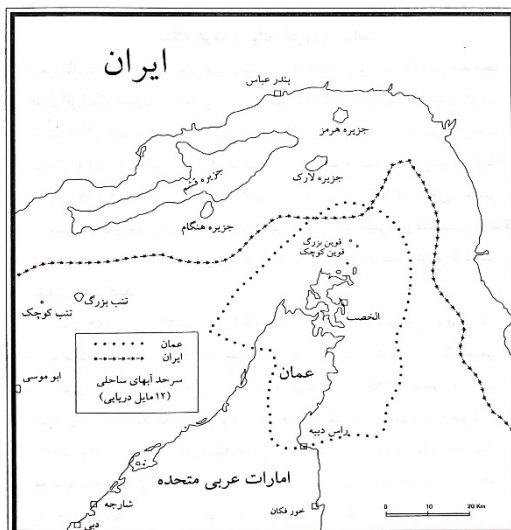 ایران
بندر عباس
جزیره هرمز
جزیره لارک
جزیره قشم
جزیره هنگام
قوین بزرگ
قوین کوچک
تنب بزرگ
تنب کوچک
الخصب
عمان
ایران
سرحد آبهای ساحلی
(۱۲ مایل دریایی)
ابو موسی
عمان
راس دیبه
امارات عربی متحده
شارجه
دبی
خور فکان
0 10 20 Km